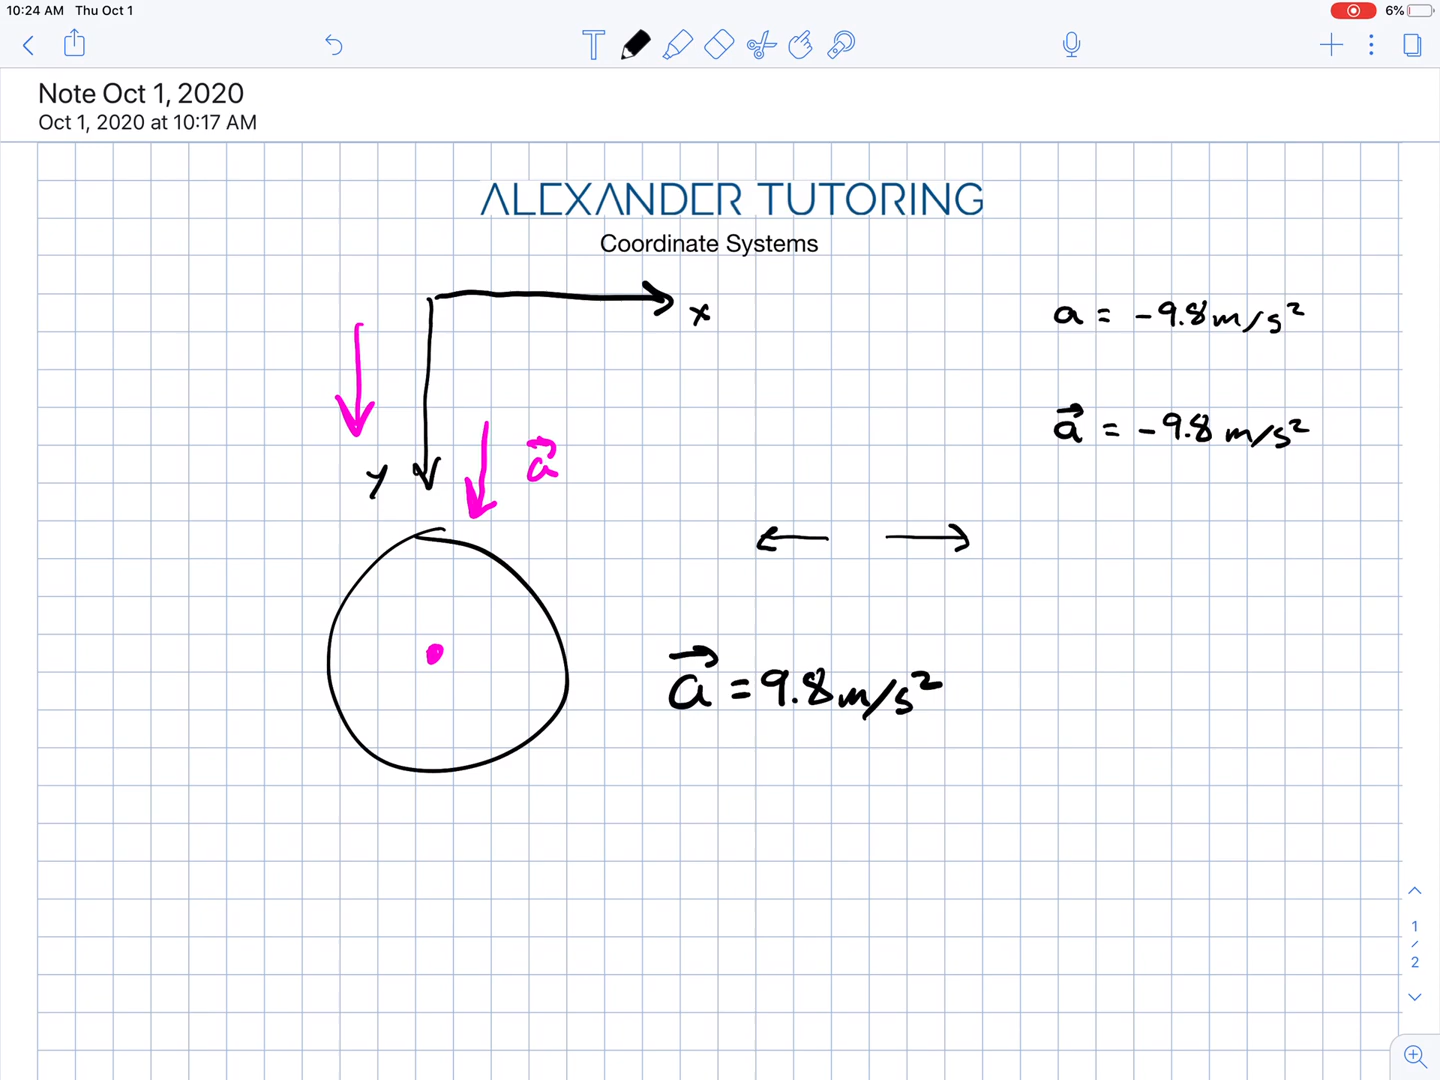 10:24 AM Thu Oct 1
6%
T
Note Oct 1, 2020
Oct 1, 2020 at 10:17 AM
ALEXANDER TUTORING
Coordinate Systems
x
a = -9.8m/s²
y
a⃗
a⃗ = -9.8 m/s²
a⃗ = 9.8m/s²
1
/
2